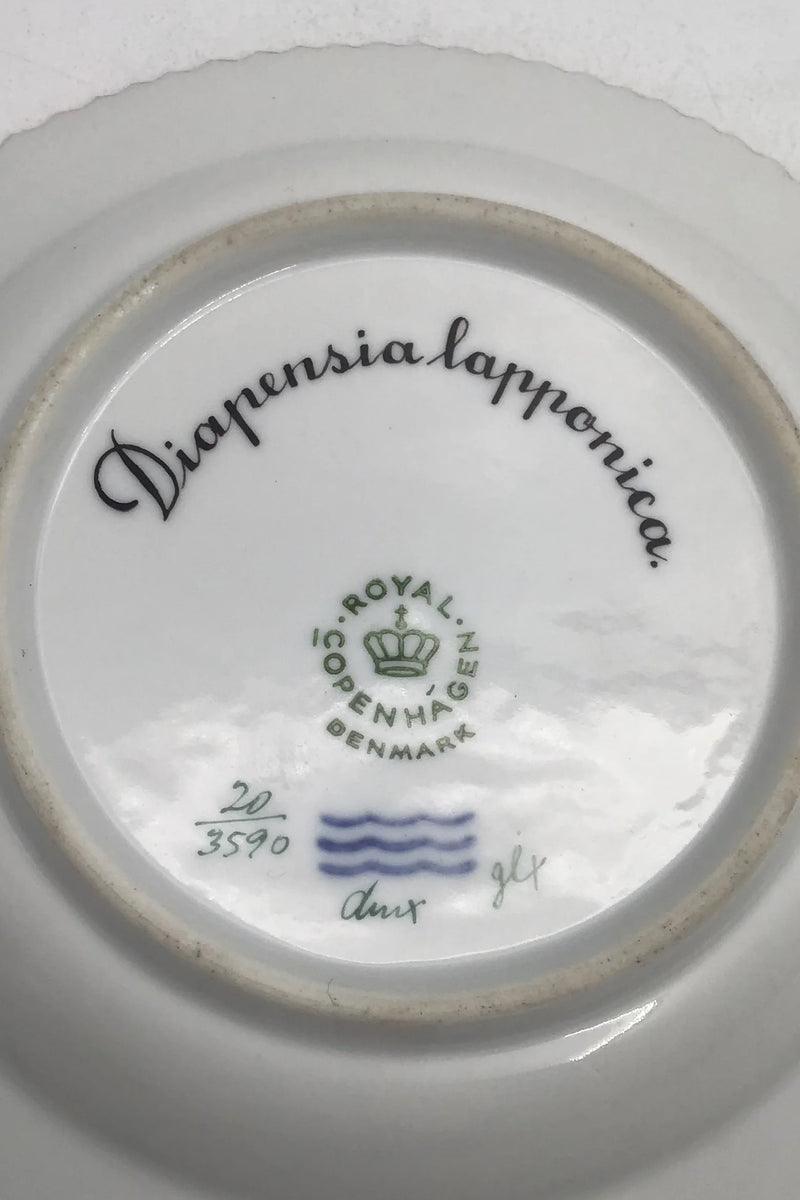 Diapensia lapponica.
· ROYAL ·
COPENHAGEN
DENMARK
20
3590